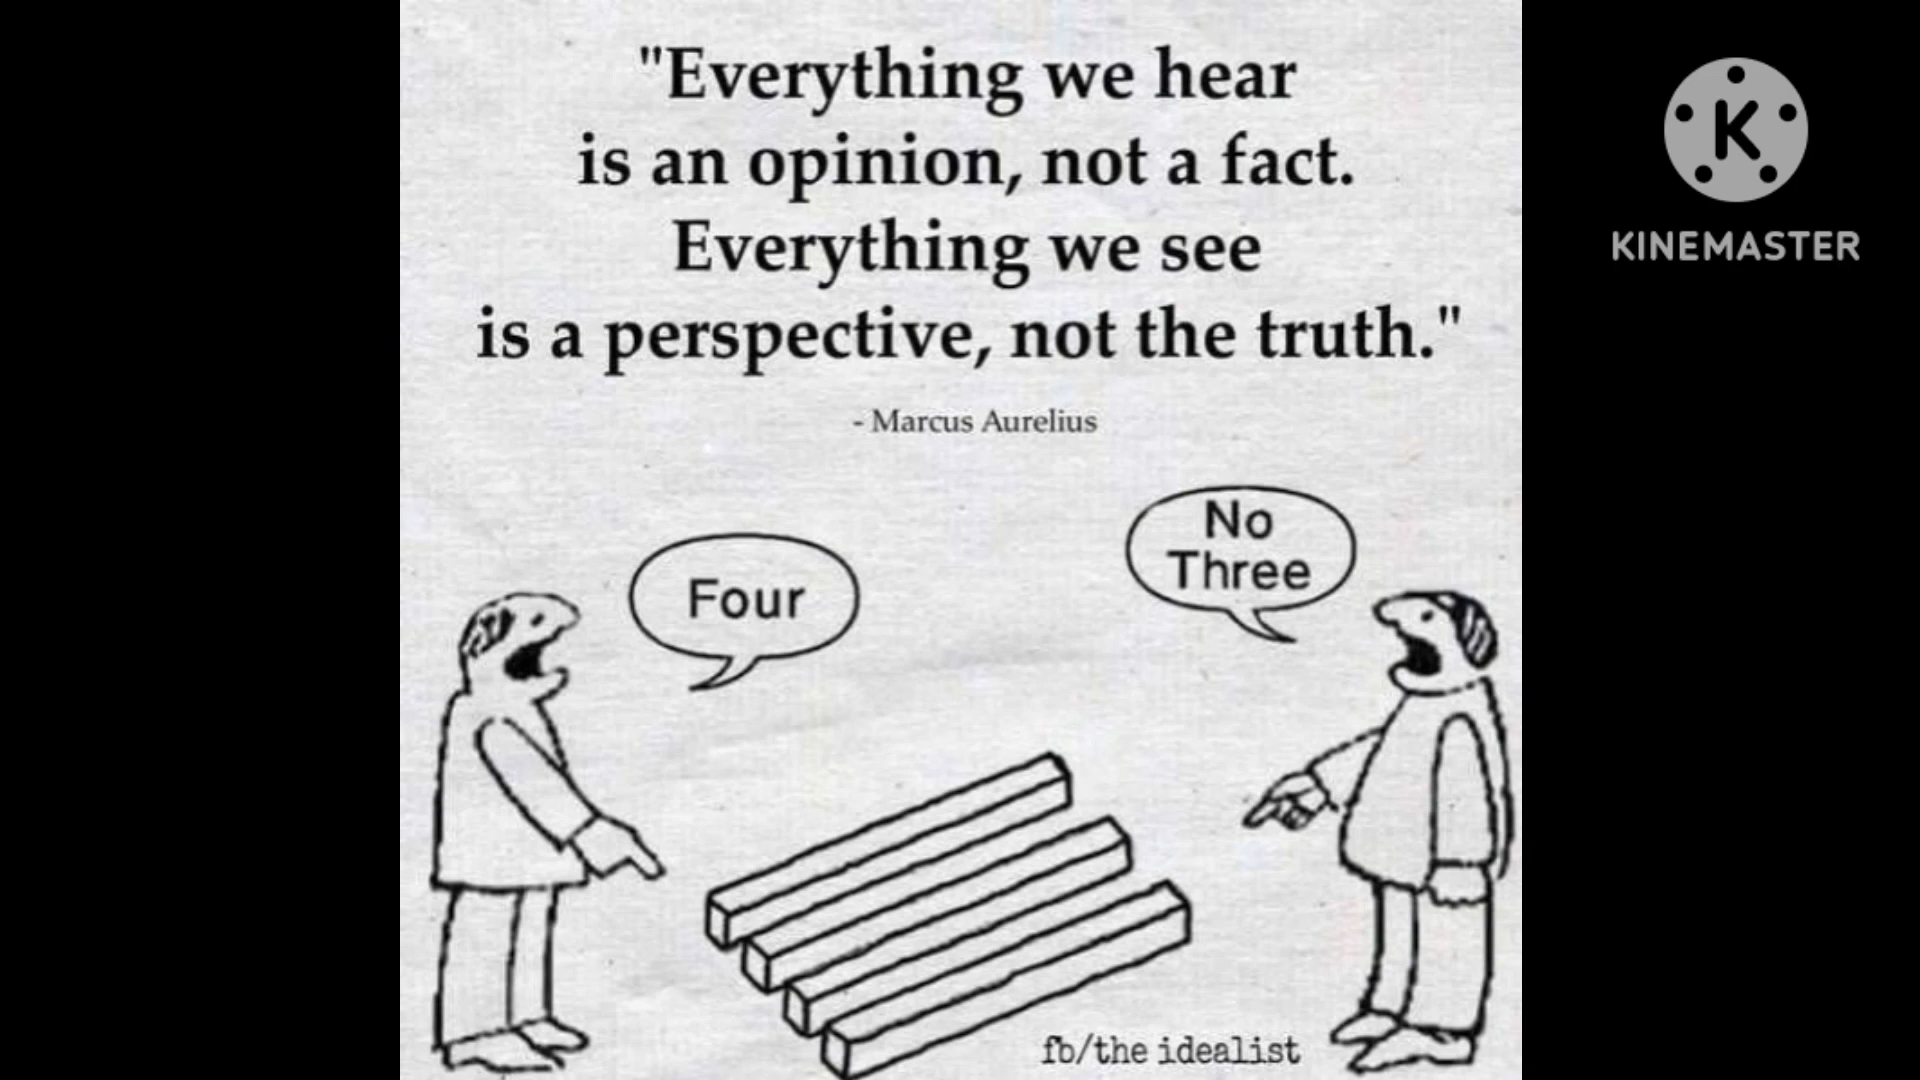 "Everything we hear
is an opinion, not a fact.
Everything we see
is a perspective, not the truth."
- Marcus Aurelius
Four
No
Three
fb/the idealist
K
KINEMASTER